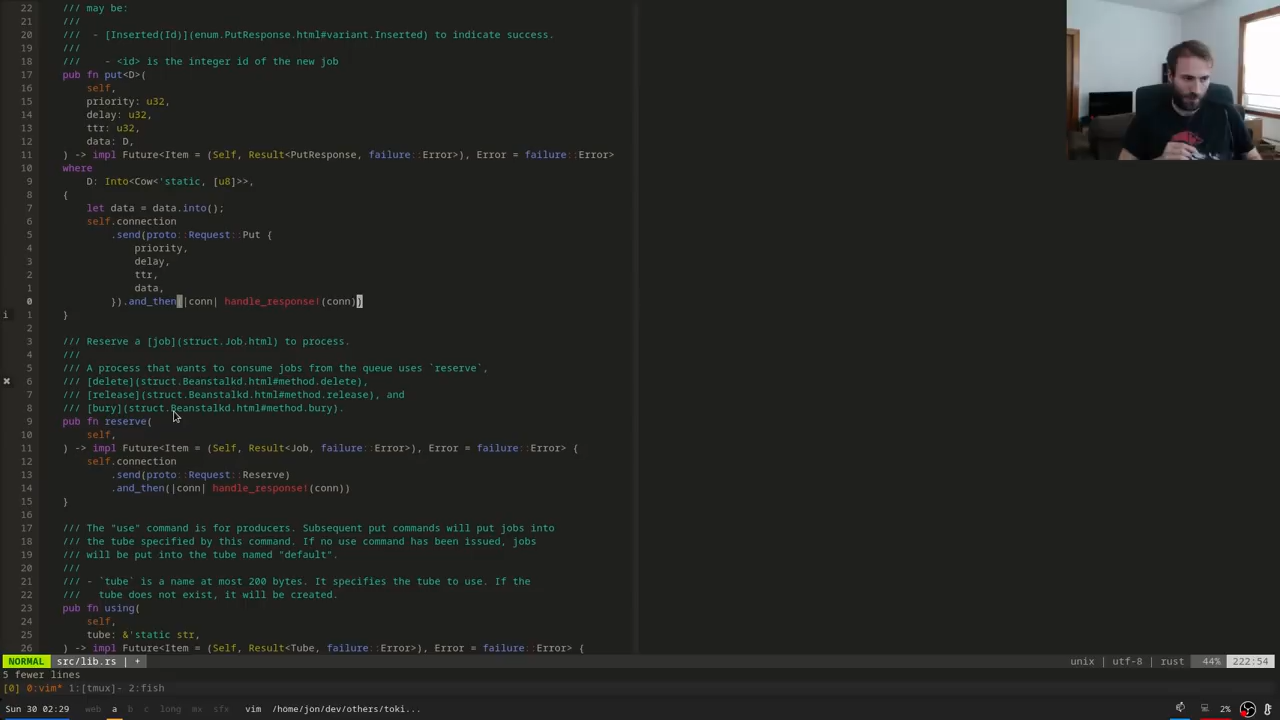 22 /// may be:
21 ///
20 ///  - [Inserted(Id)](enum.PutResponse.html#variant.Inserted) to indicate success.
19 ///
18 ///    - <id> is the integer id of the new job
17 pub fn put<D>(
16 self,
15 priority: u32,
14 delay: u32,
13 ttr: u32,
12 data: D,
11 ) -> impl Future<Item = (Self, Result<PutResponse, failure::Error>), Error = failure::Error>
10 where
9 D: Into<Cow<'static, [u8]>>,
8 {
7 let data = data.into();
6 self.connection
5 .send(proto::Request::Put {
4 priority,
3 delay,
2 ttr,
1 data,
0 }).and_then(|conn| handle_response!(conn))
i 1 }
2
3 /// Reserve a [job](struct.Job.html) to process.
4 ///
5 /// A process that wants to consume jobs from the queue uses `reserve`,
✖ 6 /// [delete](struct.Beanstalkd.html#method.delete),
7 /// [release](struct.Beanstalkd.html#method.release), and
8 /// [bury](struct.Beanstalkd.html#method.bury).
9 pub fn reserve(
10 self,
11 ) -> impl Future<Item = (Self, Result<Job, failure::Error>), Error = failure::Error> {
12 self.connection
13 .send(proto::Request::Reserve)
14 .and_then(|conn| handle_response!(conn))
15 }
16
17 /// The "use" command is for producers. Subsequent put commands will put jobs into
18 /// the tube specified by this command. If no use command has been issued, jobs
19 /// will be put into the tube named "default".
20 ///
21 /// - `tube` is a name at most 200 bytes. It specifies the tube to use. If the
22 ///   tube does not exist, it will be created.
23 pub fn using(
24 self,
25 tube: &'static str,
26 ) -> impl Future<Item = (Self, Result<Tube, failure::Error>), Error = failure::Error> {
NORMAL src/lib.rs | + unix | utf-8 | rust 44% 222:54
5 fewer lines
[0] 0:vim* 1:[tmux]- 2:fish
Sun 30 02:29 web a b c long mx sfx vim /home/jon/dev/others/toki... 2%